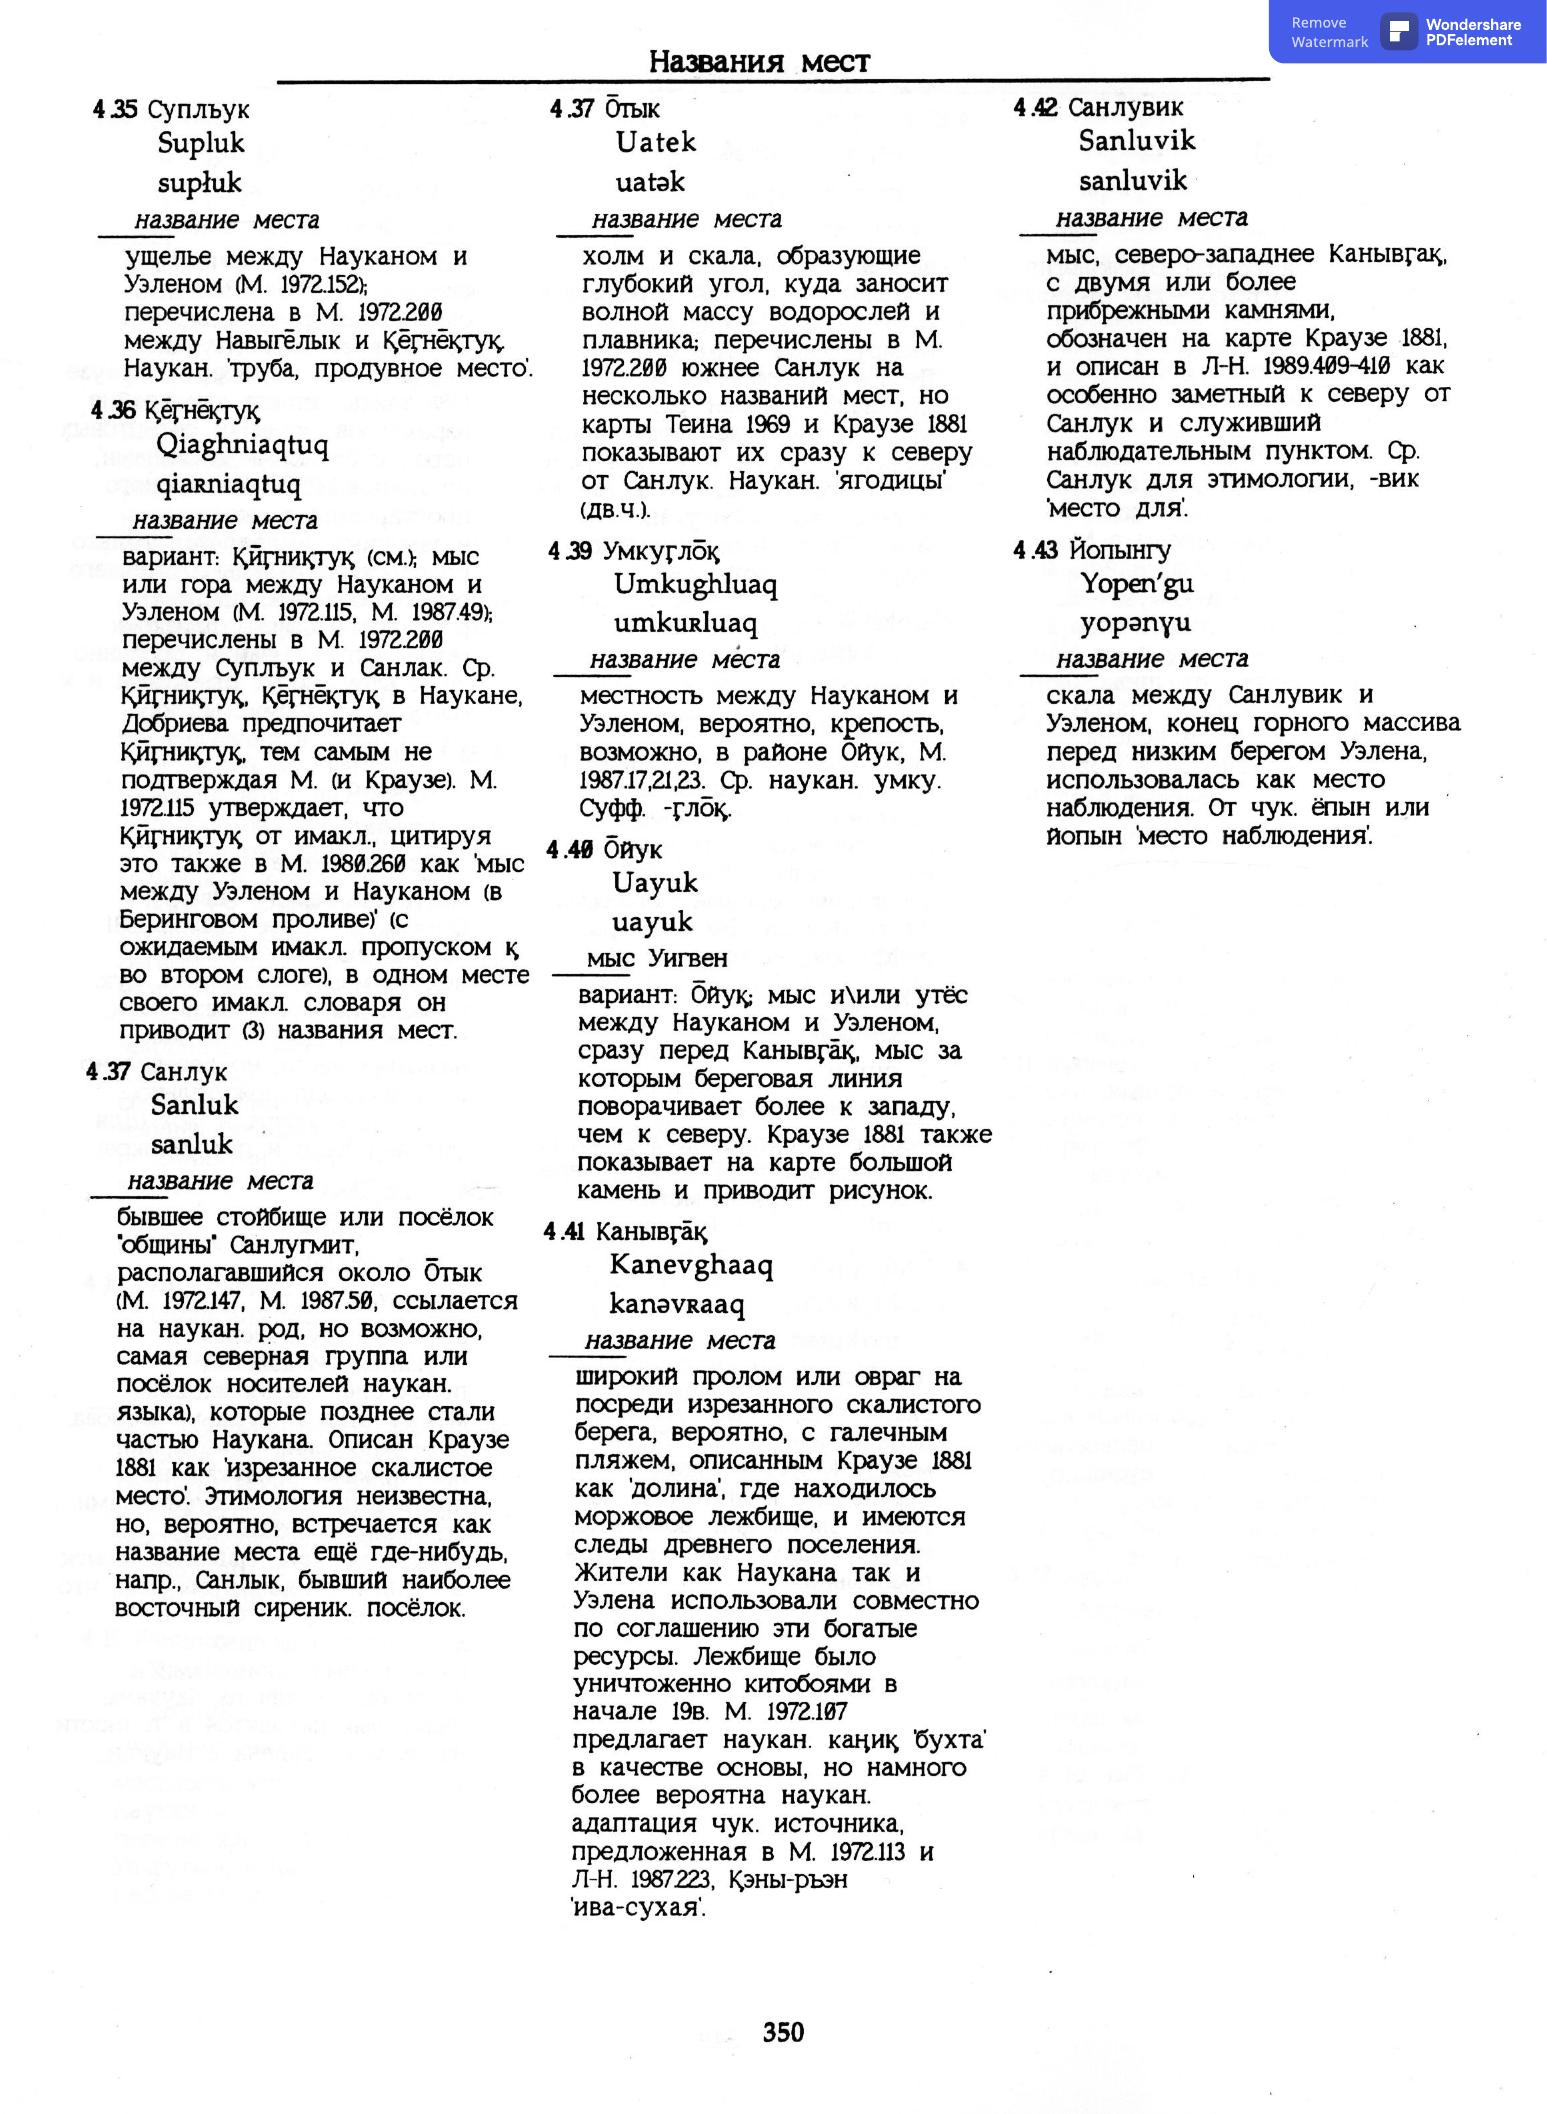 Remove
Watermark
Wondershare
PDFelement
Названия мест
4.35 Суплъук
Supluk
supłuk
название места
ущелье между Науканом и
Уэленом (М. 1972.152);
перечислена в М. 1972.200
между Навыгēлык и Қēӷнēқтуқ.
Наукан. 'труба, продувное место'.
4.36 Қēӷнēқтуқ
Qiaghniaqtuq
qiaʀniaqtuq
название места
вариант: Қӣӷниқтуқ (см.); мыс
или гора между Науканом и
Уэленом (М. 1972.115, М. 1987.49);
перечислены в М. 1972.200
между Суплъук и Санлак. Ср.
Қӣӷниқтуқ, Қēӷнēқтуқ в Наукане,
Добриева предпочитает
Қӣӷниқтуқ, тем самым не
подтверждая М. (и Краузе). М.
1972.115 утверждает, что
Қӣӷниқтуқ от имакл., цитируя
это также в М. 1980.260 как 'мыс
между Уэленом и Науканом (в
Беринговом проливе)' (с
ожидаемым имакл. пропуском қ
во втором слоге), в одном месте
своего имакл. словаря он
приводит (3) названия мест.
4.37 Санлук
Sanluk
sanluk
название места
бывшее стойбище или посёлок
"общины" Санлугмит,
располагавшийся около Ōтык
(М. 1972.147, М. 1987.50, ссылается
на наукан. род, но возможно,
самая северная группа или
посёлок носителей наукан.
языка), которые позднее стали
частью Наукана. Описан Краузе
1881 как 'изрезанное скалистое
место'. Этимология неизвестна,
но, вероятно, встречается как
название места ещё где-нибудь,
напр., Санлык, бывший наиболее
восточный сиреник. посёлок.
4.37 Ōтык
Uatek
uatək
название места
холм и скала, образующие
глубокий угол, куда заносит
волной массу водорослей и
плавника; перечислены в М.
1972.200 южнее Санлук на
несколько названий мест, но
карты Теина 1969 и Краузе 1881
показывают их сразу к северу
от Санлук. Наукан. 'ягодицы'
(дв.ч.).
4.39 Умкуӷлōқ
Umkughluaq
umkuʀluaq
название места
местность между Науканом и
Уэленом, вероятно, крепость,
возможно, в районе Ōйук, М.
1987.17,21,23. Ср. наукан. умку.
Суфф. -ӷлōқ.
4.40 Ōйук
Uayuk
uayuk
мыс Уигвен
вариант: Ōйуқ; мыс и\или утёс
между Науканом и Уэленом,
сразу перед Канывӷāқ, мыс за
которым береговая линия
поворачивает более к западу,
чем к северу. Краузе 1881 также
показывает на карте большой
камень и приводит рисунок.
4.41 Канывӷāқ
Kanevghaaq
kanəvʀaaq
название места
широкий пролом или овраг на
посреди изрезанного скалистого
берега, вероятно, с галечным
пляжем, описанным Краузе 1881
как 'долина', где находилось
моржовое лежбище, и имеются
следы древнего поселения.
Жители как Наукана так и
Уэлена использовали совместно
по соглашению эти богатые
ресурсы. Лежбище было
уничтоженно китобоями в
начале 19в. М. 1972.107
предлагает наукан. каӊиқ 'бухта'
в качестве основы, но намного
более вероятна наукан.
адаптация чук. источника,
предложенная в М. 1972.113 и
Л-Н. 1987.223, Қэны-ръэн
'ива-сухая'.
4.42 Санлувик
Sanluvik
sanluvik
название места
мыс, северо-западнее Канывӷақ,
с двумя или более
прибрежными камнями,
обозначен на карте Краузе 1881,
и описан в Л-Н. 1989.409-410 как
особенно заметный к северу от
Санлук и служивший
наблюдательным пунктом. Ср.
Санлук для этимологии, -вик
'место для'.
4.43 Йопынгу
Yopen'gu
yopənɣu
название места
скала между Санлувик и
Уэленом, конец горного массива
перед низким берегом Уэлена,
использовалась как место
наблюдения. От чук. ёпын или
йопын 'место наблюдения'.
350